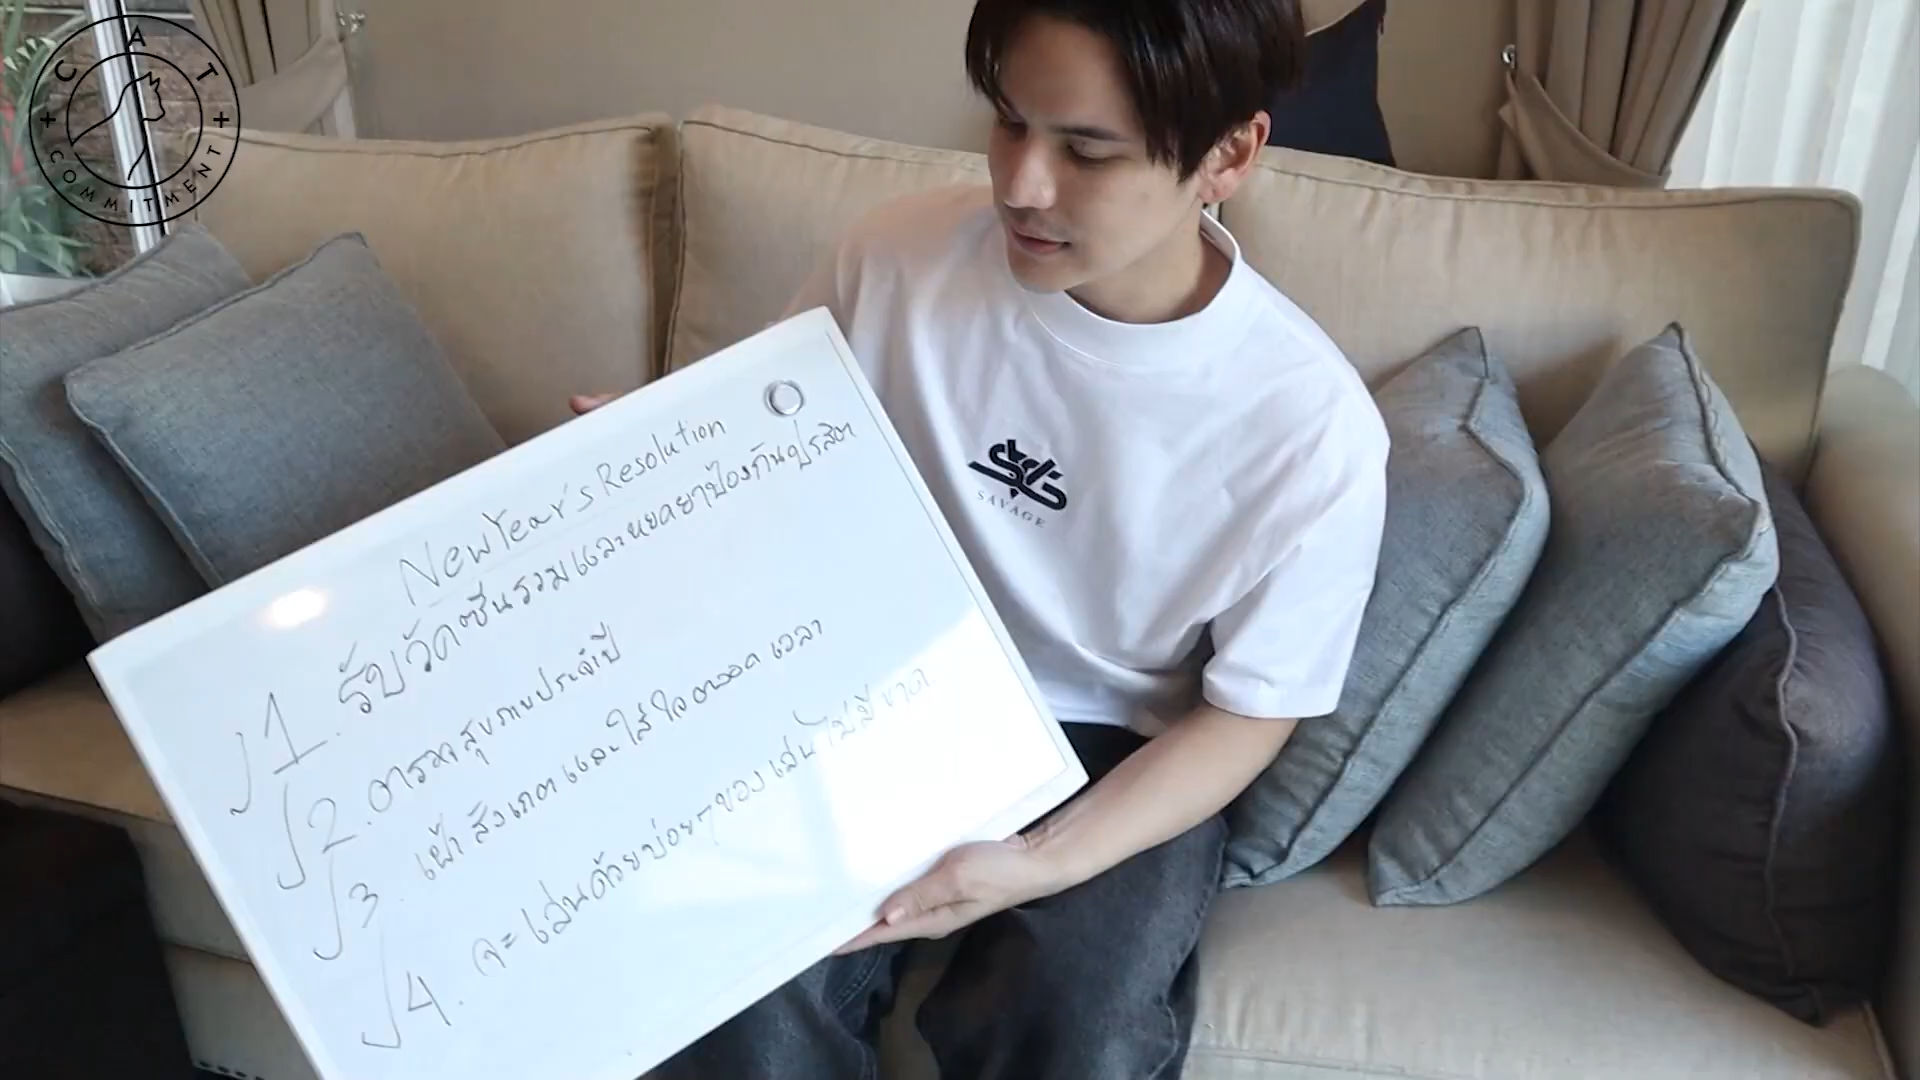 CAT
COMMITMENT
SAVAGE
New Year's Resolution
1. รับวัคซีนรวมและหยดยาป้องกันปรสิต
2. ตรวจสุขภาพประจำปี
3. เฝ้าสังเกตและใส่ใจตลอดเวลา
4. จะเล่นด้วยบ่อยๆ ของเล่นไม่มีขาด